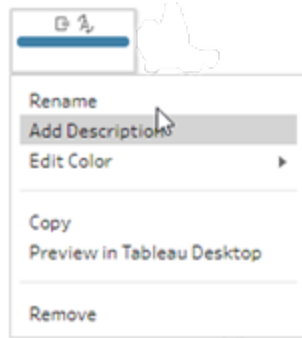 Rename
Add Description
Edit Color
Copy
Preview in Tableau Desktop
Remove